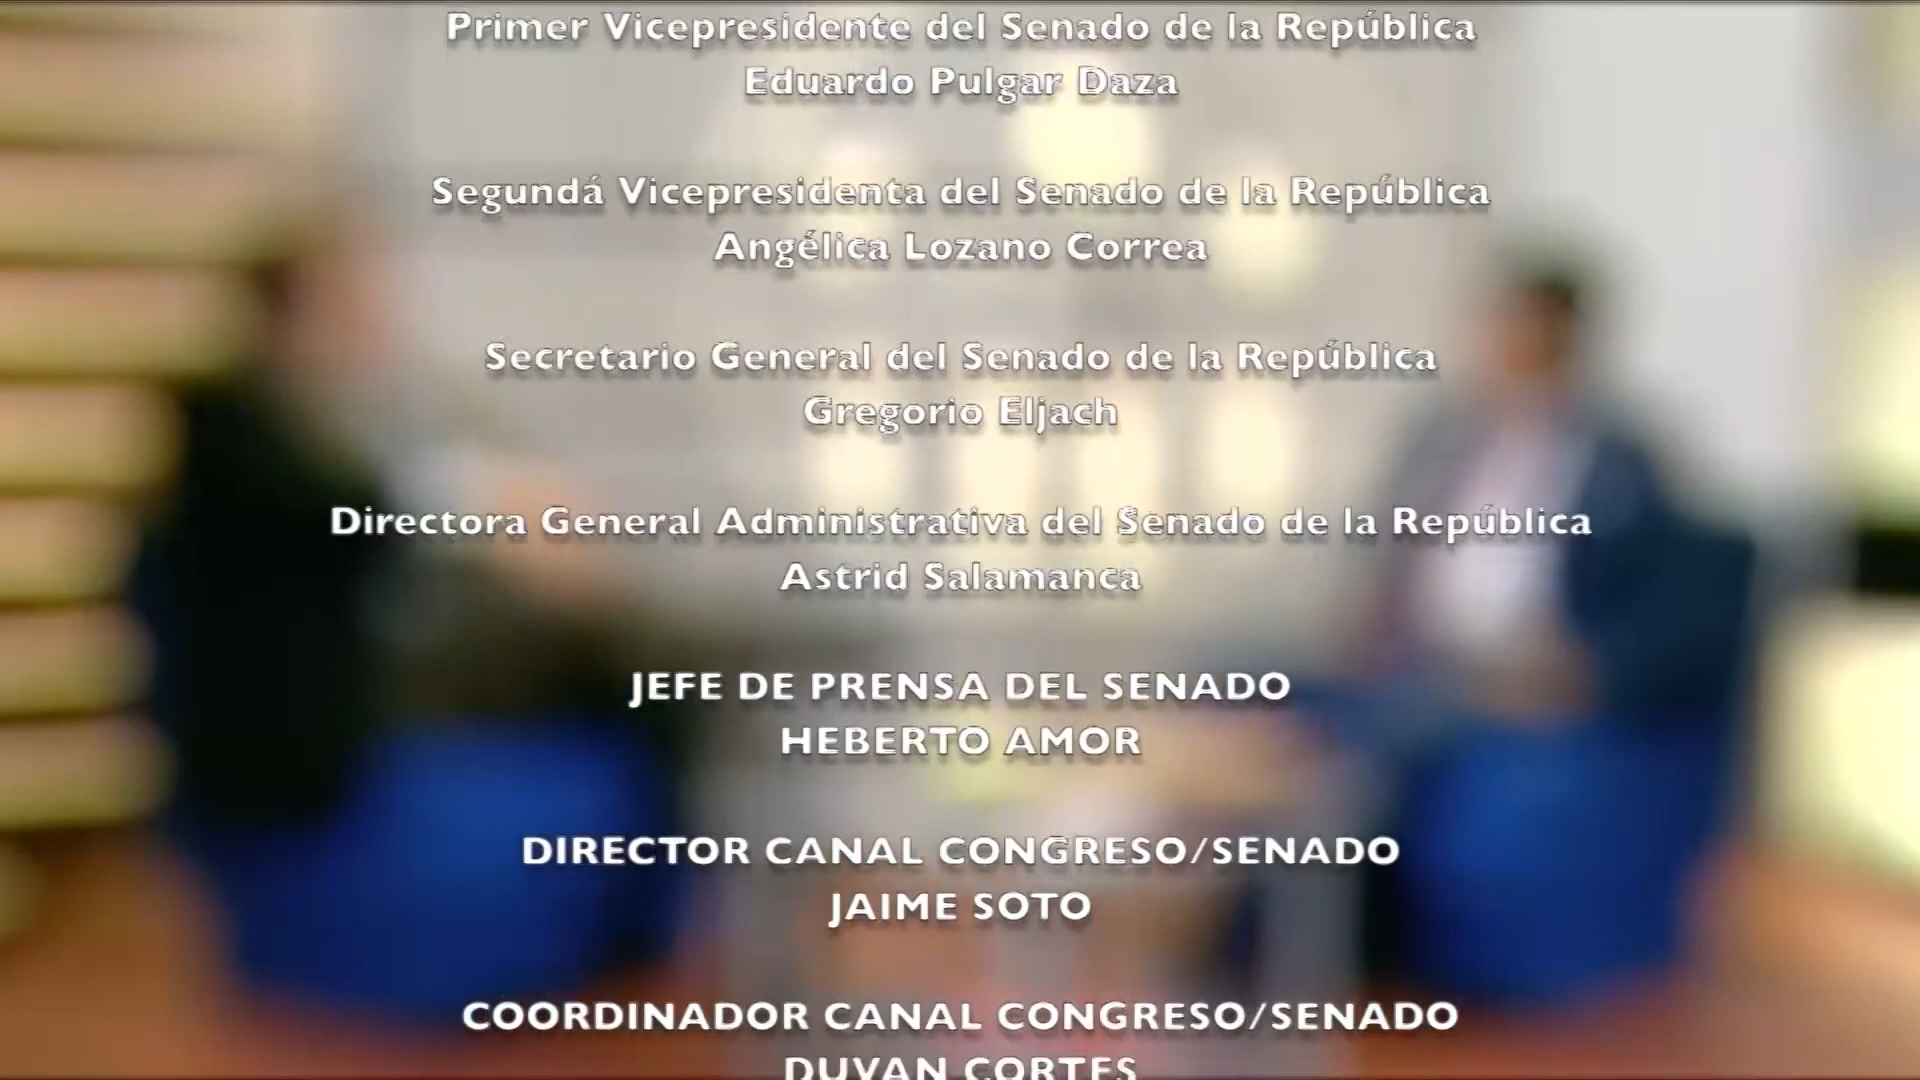 Primer Vicepresidente del Senado de la República
Eduardo Pulgar Daza
Segundá Vicepresidenta del Senado de la República
Angélica Lozano Correa
Secretario General del Senado de la República
Gregorio Eljach
Directora General Administrativa del Senado de la República
Astrid Salamanca
JEFE DE PRENSA DEL SENADO
HEBERTO AMOR
DIRECTOR CANAL CONGRESO/SENADO
JAIME SOTO
COORDINADOR CANAL CONGRESO/SENADO
DUVAN CORTES